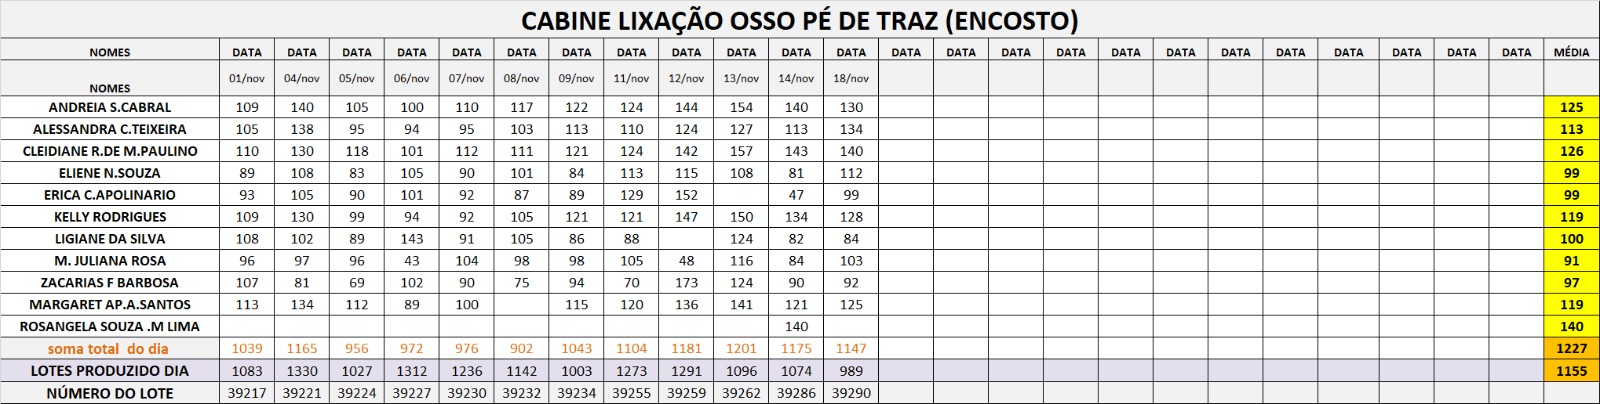 CABINE LIXAÇÃO OSSO PÉ DE TRAZ (ENCOSTO)
NOMES DATA DATA DATA DATA DATA DATA DATA DATA DATA DATA DATA DATA DATA DATA DATA DATA DATA DATA DATA DATA DATA DATA DATA DATA MÉDIA
NOMES 01/nov 04/nov 05/nov 06/nov 07/nov 08/nov 09/nov 11/nov 12/nov 13/nov 14/nov 18/nov
ANDREIA S.CABRAL 109 140 105 100 110 117 122 124 144 154 140 130 125
ALESSANDRA C.TEIXEIRA 105 138 95 94 95 103 113 110 124 127 113 134 113
CLEIDIANE R.DE M.PAULINO 110 130 118 101 112 111 121 124 142 157 143 140 126
ELIENE N.SOUZA 89 108 83 105 90 101 84 113 115 108 81 112 99
ERICA C.APOLINARIO 93 105 90 101 92 87 89 129 152 47 99 99
KELLY RODRIGUES 109 130 99 94 92 105 121 121 147 150 134 128 119
LIGIANE DA SILVA 108 102 89 143 91 105 86 88 124 82 84 100
M. JULIANA ROSA 96 97 96 43 104 98 98 105 48 116 84 103 91
ZACARIAS F BARBOSA 107 81 69 102 90 75 94 70 173 124 90 92 97
MARGARET AP.A.SANTOS 113 134 112 89 100 115 120 136 141 121 125 119
ROSANGELA SOUZA .M LIMA 140 140
soma total do dia 1039 1165 956 972 976 902 1043 1104 1181 1201 1175 1147 1227
LOTES PRODUZIDO DIA 1083 1330 1027 1312 1236 1142 1003 1273 1291 1096 1074 989 1155
NÚMERO DO LOTE 39217 39221 39224 39227 39230 39232 39234 39255 39259 39262 39286 39290